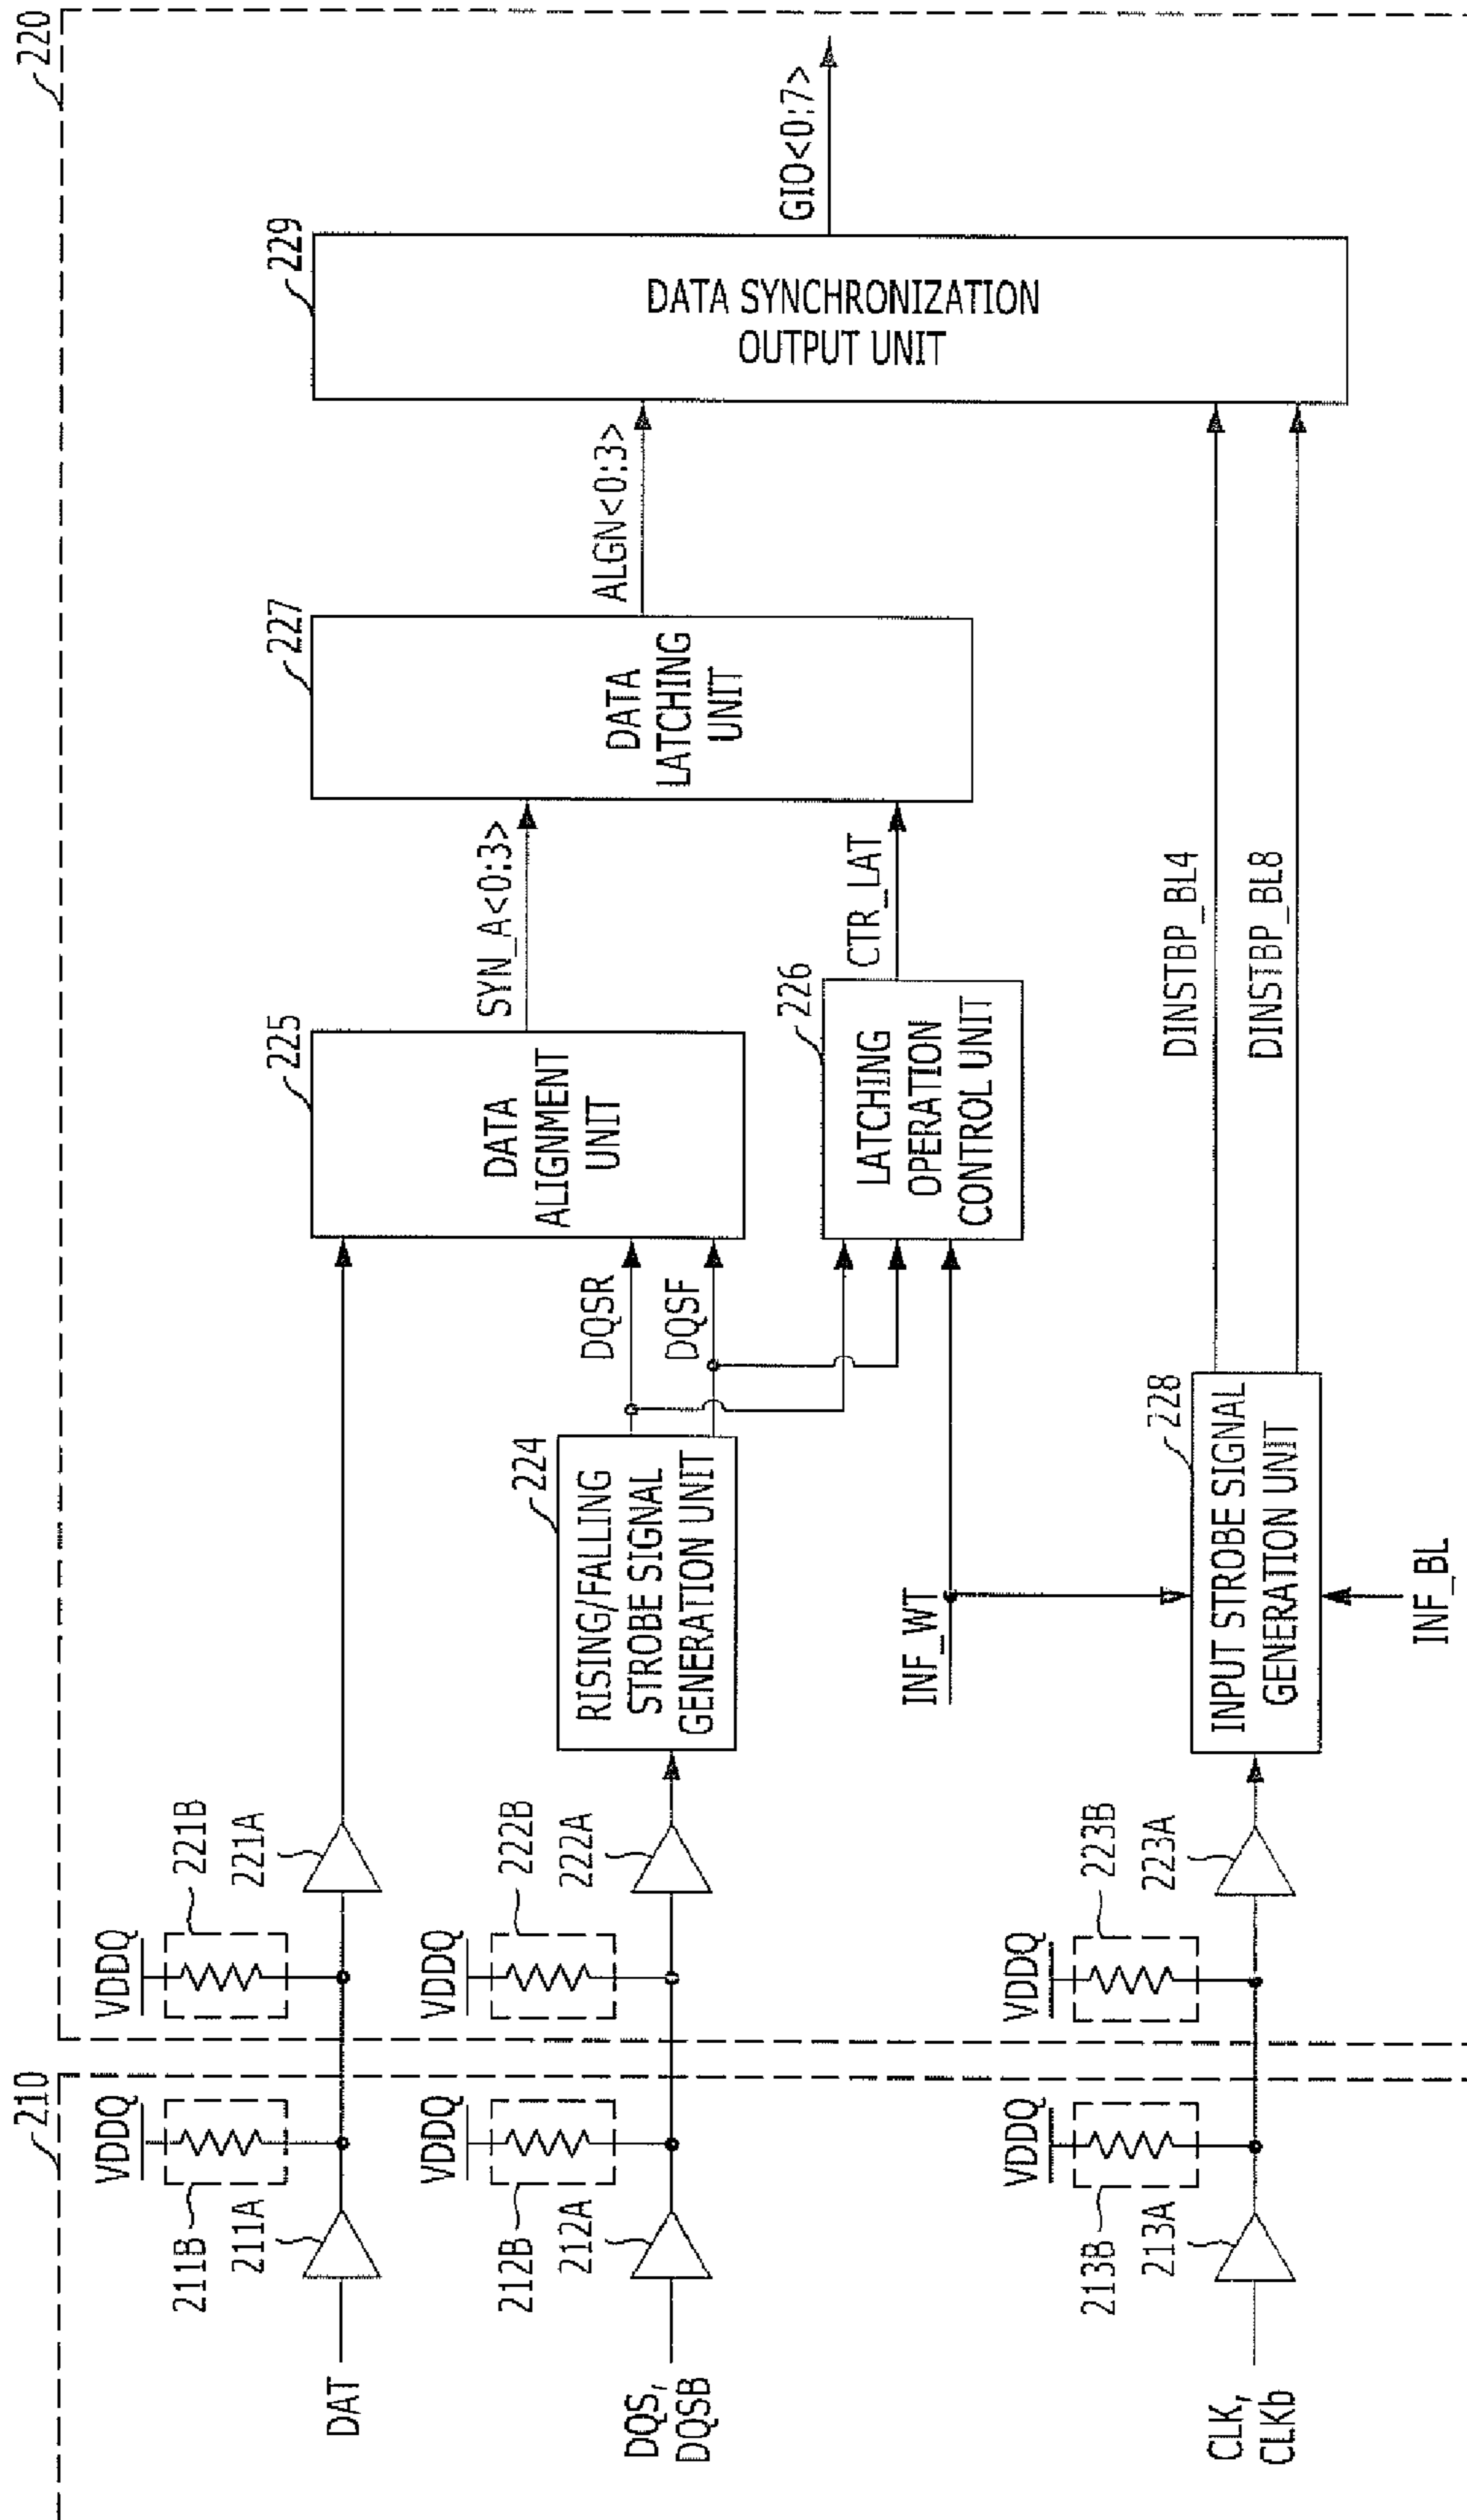 210
220
VDDQ
211B
211A
DAT
VDDQ
221B
221A
VDDQ
212B
212A
DQS,
DQSB
VDDQ
222B
222A
224
RISING/FALLING
STROBE SIGNAL
GENERATION UNIT
DQSR
DQSF
225
DATA
ALIGNMENT
UNIT
SYN_A<0:3>
226
LATCHING
OPERATION
CONTROL UNIT
CTR_LAT
227
DATA
LATCHING
UNIT
ALGN<0:3>
229
DATA SYNCHRONIZATION
OUTPUT UNIT
GIO<0:7>
INF_WT
VDDQ
213B
213A
CLK,
CLKb
VDDQ
223B
223A
228
INPUT STROBE SIGNAL
GENERATION UNIT
INF_BL
DINSTBP_BL4
DINSTBP_BL8